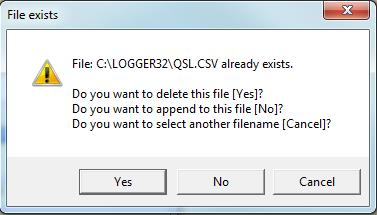 File exists
File: C:\LOGGER32\QSL.CSV already exists.
Do you want to delete this file [Yes]?
Do you want to append to this file [No]?
Do you want to select another filename [Cancel]?
Yes
No
Cancel